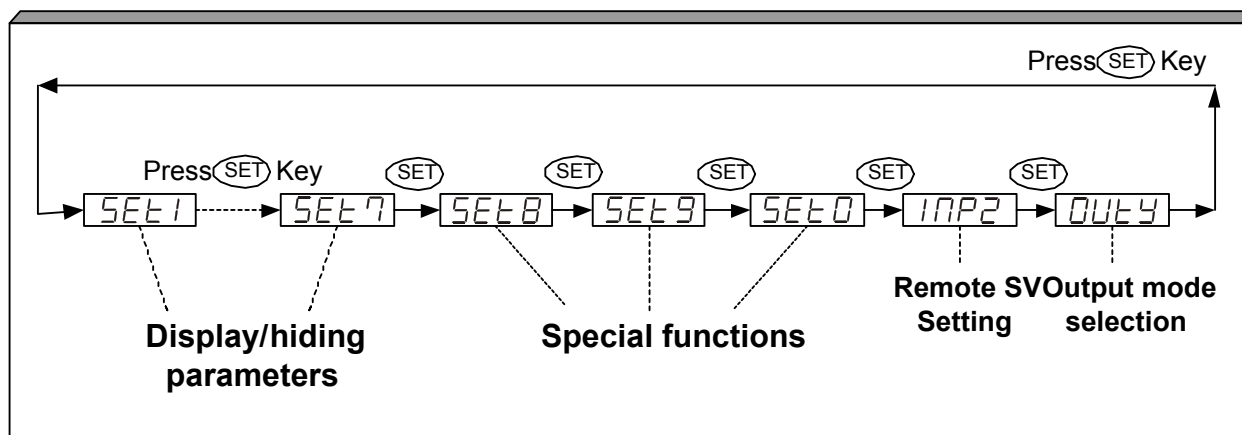 Press SET Key
Press SET Key SET SET SET SET SET
SEt1 SEt7 SEt8 SEt9 SEt0 INP2 OUtY
Remote SV Output mode
Setting selection
Display/hiding Special functions
parameters